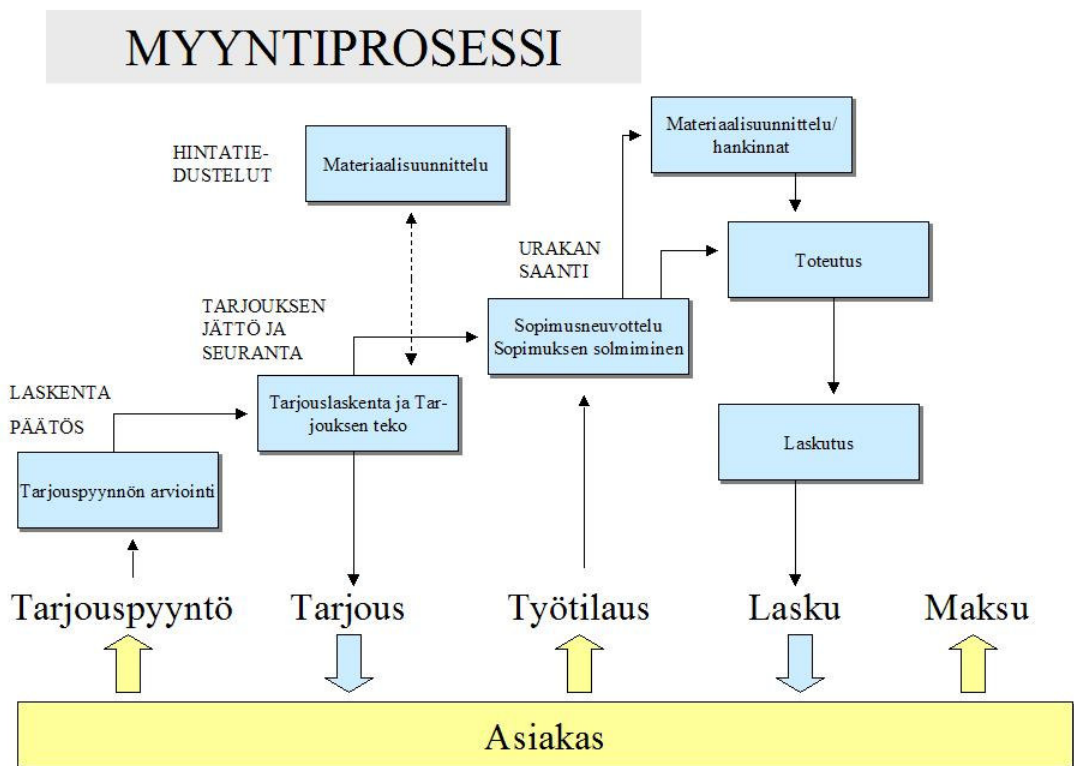 MYYNTIPROSESSI
Materiaalisuunnittelu/
hankinnat
HINTATIE-
DUSTELUT
Materiaalisuunnittelu
URAKAN
SAANTI
Toteutus
TARJOUKSEN
JÄTTÖ JA
SEURANTA
Sopimusneuvottelu
Sopimuksen solmiminen
LASKENTA
PÄÄTÖS
Tarjouslaskenta ja Tar-
jouksen teko
Laskutus
Tarjouspyynnön arviointi
Tarjouspyyntö
Tarjous
Työtilaus
Lasku
Maksu
Asiakas